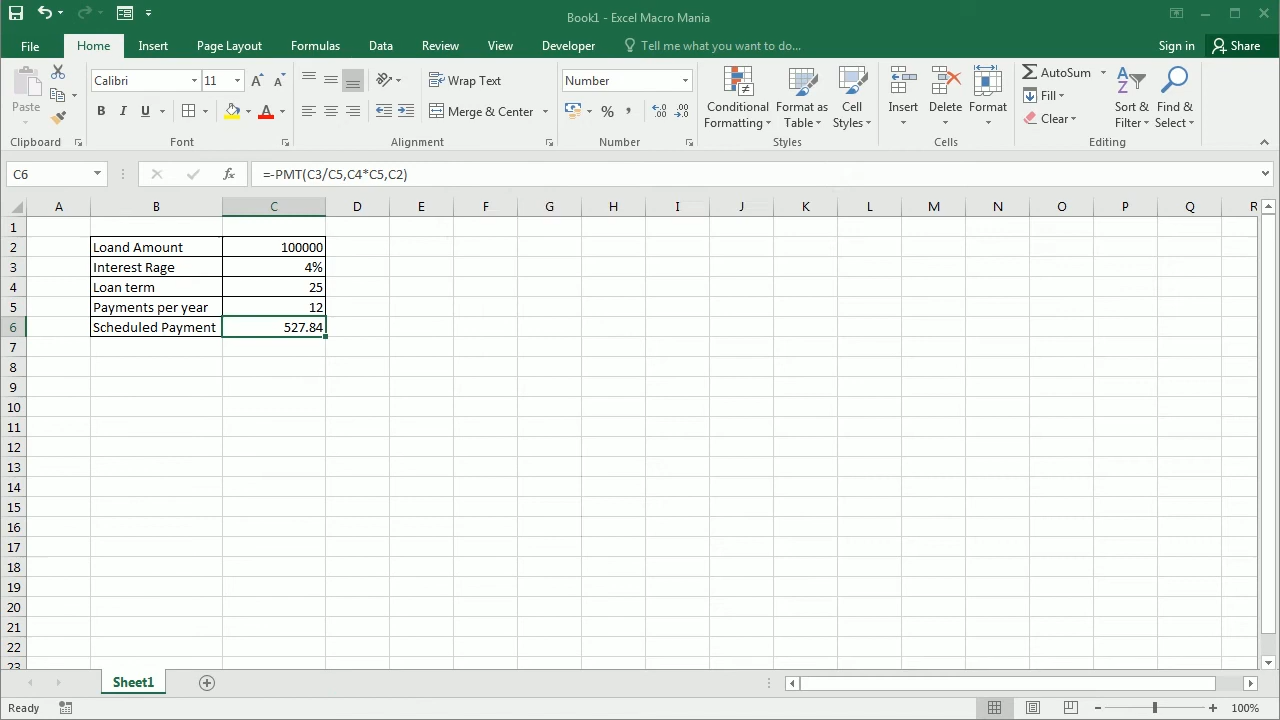 Book1 - Excel Macro Mania
File Home Insert Page Layout Formulas Data Review View Developer Tell me what you want to do... Sign in Share
Paste
Calibri 11
B I U A
Wrap Text
Merge & Center
Number
% ,
Conditional Formatting
Format as Table
Cell Styles
Insert
Delete
Format
AutoSum
Fill
Clear
Sort & Filter
Find & Select
Clipboard Font Alignment Number Styles Cells Editing
C6 fx =-PMT(C3/C5,C4*C5,C2)
A B C D E F G H I J K L M N O P Q R
1
2 Loand Amount 100000
3 Interest Rage 4%
4 Loan term 25
5 Payments per year 12
6 Scheduled Payment 527.84
7
8
9
10
11
12
13
14
15
16
17
18
19
20
21
22
23
Sheet1
Ready 100%